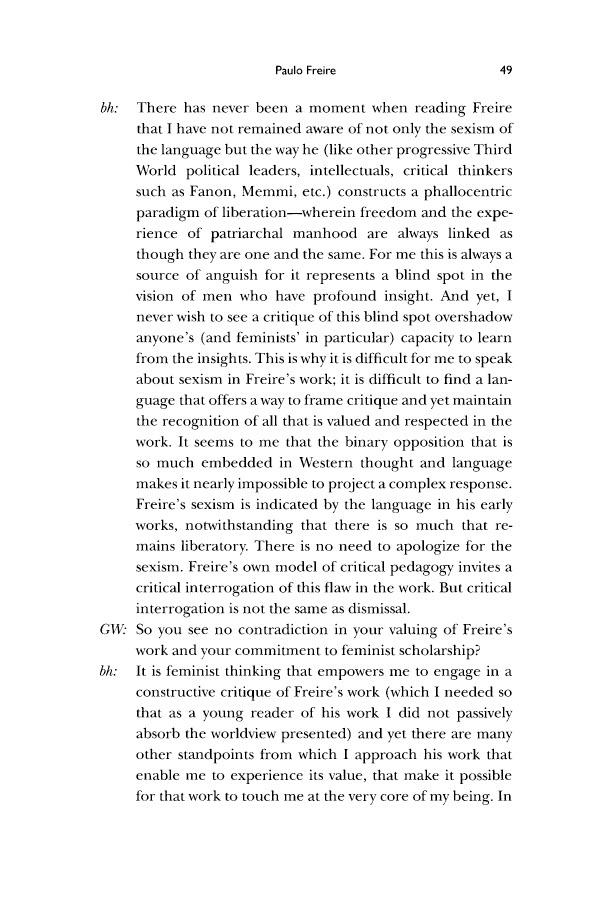 Paulo Freire 49
bh: There has never been a moment when reading Freire
that I have not remained aware of not only the sexism of
the language but the way he (like other progressive Third
World political leaders, intellectuals, critical thinkers
such as Fanon, Memmi, etc.) constructs a phallocentric
paradigm of liberation—wherein freedom and the expe-
rience of patriarchal manhood are always linked as
though they are one and the same. For me this is always a
source of anguish for it represents a blind spot in the
vision of men who have profound insight. And yet, I
never wish to see a critique of this blind spot overshadow
anyone's (and feminists' in particular) capacity to learn
from the insights. This is why it is difficult for me to speak
about sexism in Freire's work; it is difficult to find a lan-
guage that offers a way to frame critique and yet maintain
the recognition of all that is valued and respected in the
work. It seems to me that the binary opposition that is
so much embedded in Western thought and language
makes it nearly impossible to project a complex response.
Freire's sexism is indicated by the language in his early
works, notwithstanding that there is so much that re-
mains liberatory. There is no need to apologize for the
sexism. Freire's own model of critical pedagogy invites a
critical interrogation of this flaw in the work. But critical
interrogation is not the same as dismissal.
GW: So you see no contradiction in your valuing of Freire's
work and your commitment to feminist scholarship?
bh: It is feminist thinking that empowers me to engage in a
constructive critique of Freire's work (which I needed so
that as a young reader of his work I did not passively
absorb the worldview presented) and yet there are many
other standpoints from which I approach his work that
enable me to experience its value, that make it possible
for that work to touch me at the very core of my being. In